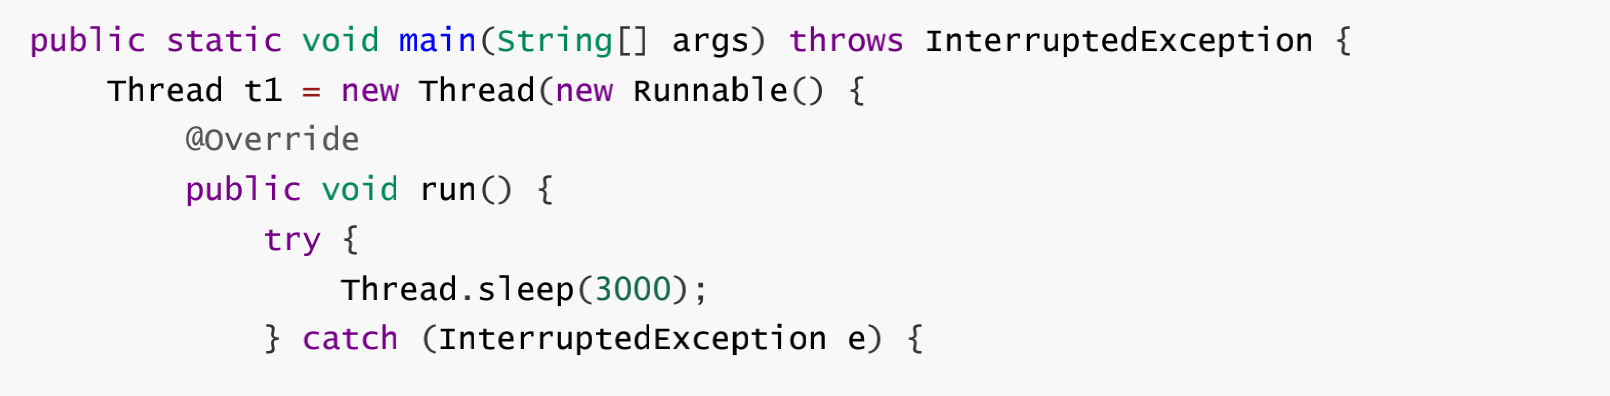 public static void main(String[] args) throws InterruptedException {
    Thread t1 = new Thread(new Runnable() {
        @Override
        public void run() {
            try {
                Thread.sleep(3000);
            } catch (InterruptedException e) {